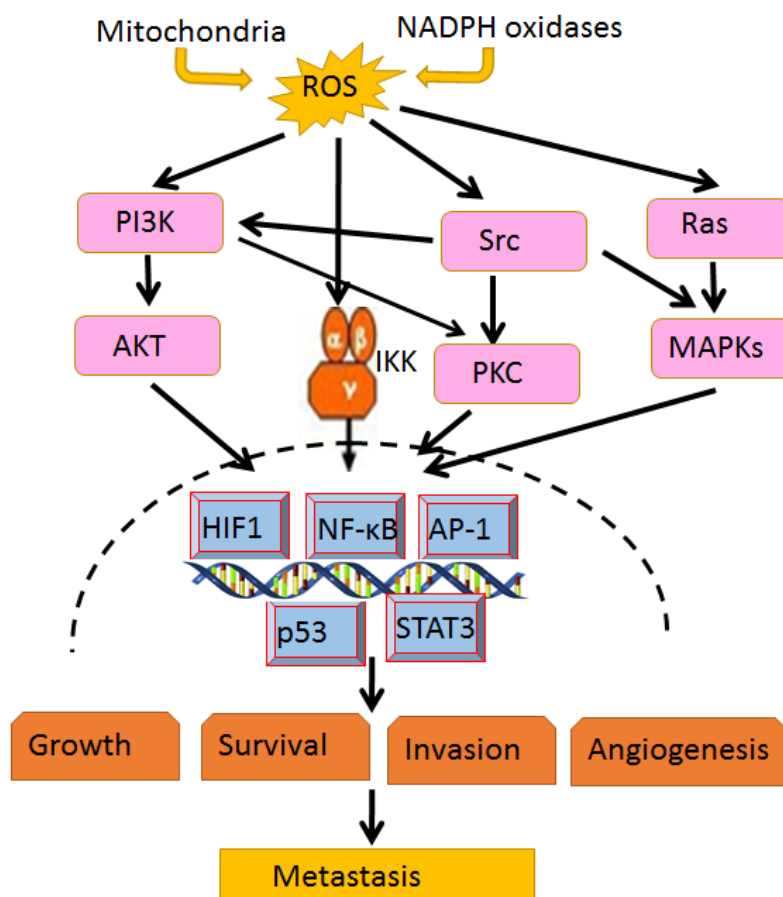 Mitochondria
NADPH oxidases
ROS
PI3K
Src
Ras
AKT
α β
IKK
γ
PKC
MAPKs
HIF1
NF-κB
AP-1
p53
STAT3
Growth
Survival
Invasion
Angiogenesis
Metastasis